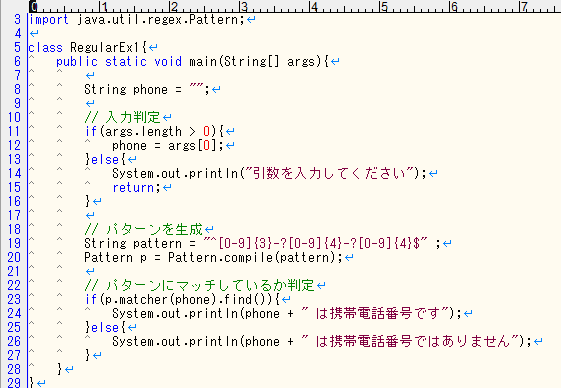 0 1 2 3 4 5 6 7
3 import java.util.regex.Pattern;↵
4 ↵
5 class RegularEx1{↵
6 ^ public static void main(String[] args){↵
7 ^ ^ ↵
8 ^ ^ String phone = "";↵
9 ^ ^ ↵
10 ^ ^ // 入力判定↵
11 ^ ^ if(args.length > 0){↵
12 ^ ^ ^ phone = args[0];↵
13 ^ ^ }else{↵
14 ^ ^ ^ System.out.println("引数を入力してください");↵
15 ^ ^ ^ return;↵
16 ^ ^ }↵
17 ^ ^ ↵
18 ^ ^ // パターンを生成↵
19 ^ ^ String pattern = "^[0-9]{3}-?[0-9]{4}-?[0-9]{4}$" ;↵
20 ^ ^ Pattern p = Pattern.compile(pattern);↵
21 ^ ^ ↵
22 ^ ^ // パターンにマッチしているか判定↵
23 ^ ^ if(p.matcher(phone).find()){↵
24 ^ ^ ^ System.out.println(phone + " は携帯電話番号です");↵
25 ^ ^ }else{↵
26 ^ ^ ^ System.out.println(phone + " は携帯電話番号ではありません");↵
27 ^ ^ }↵
28 ^ }↵
29 }↵